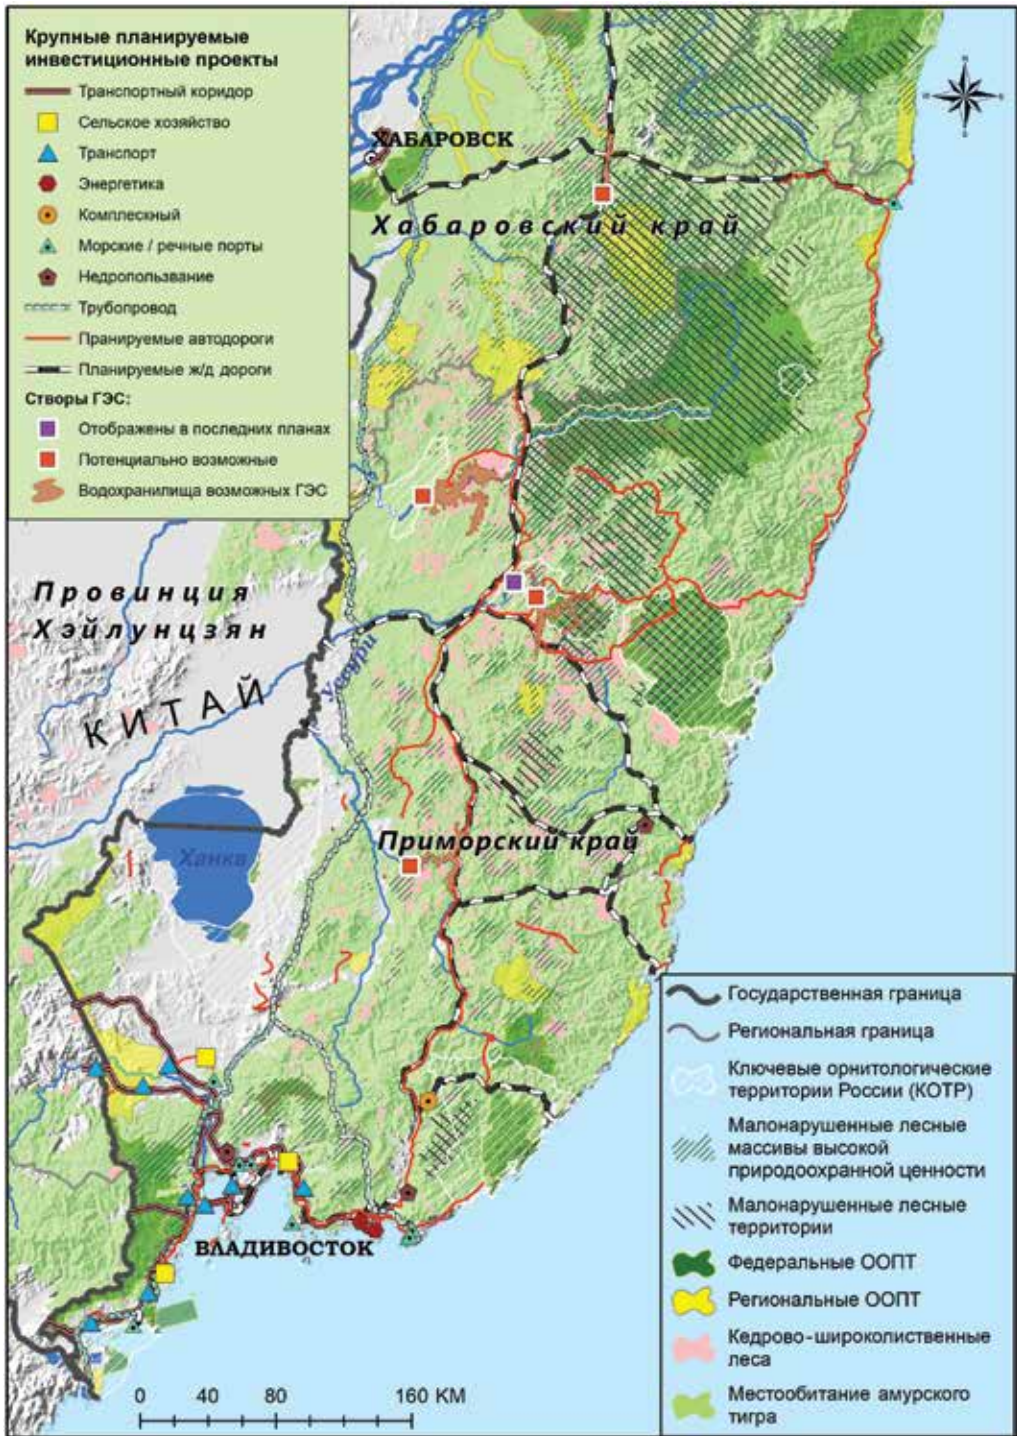 Крупные планируемые
инвестиционные проекты
Транспортный коридор
Сельское хозяйство
Транспорт
Энергетика
Комплескный
Морские / речные порты
Недропользвание
Трубопровод
Пранируемые автодороги
Планируемые ж/д дороги
Створы ГЭС:
Отображены в последних планах
Потенциально возможные
Водохранилища возможных ГЭС
ХАБАРОВСК
Хабаровский край
Провинция
Хэйлунцзян
КИТАЙ
Уссури
Ханка
Приморский край
ВЛАДИВОСТОК
0 40 80 160 КМ
Государственная граница
Региональная граница
Ключевые орнитологические
территории России (КОТР)
Малонарушенные лесные
массивы высокой
природоохранной ценности
Малонарушенные лесные
территории
Федеральные ООПТ
Региональные ООПТ
Кедрово-широколиственные
леса
Местообитание амурского
тигра